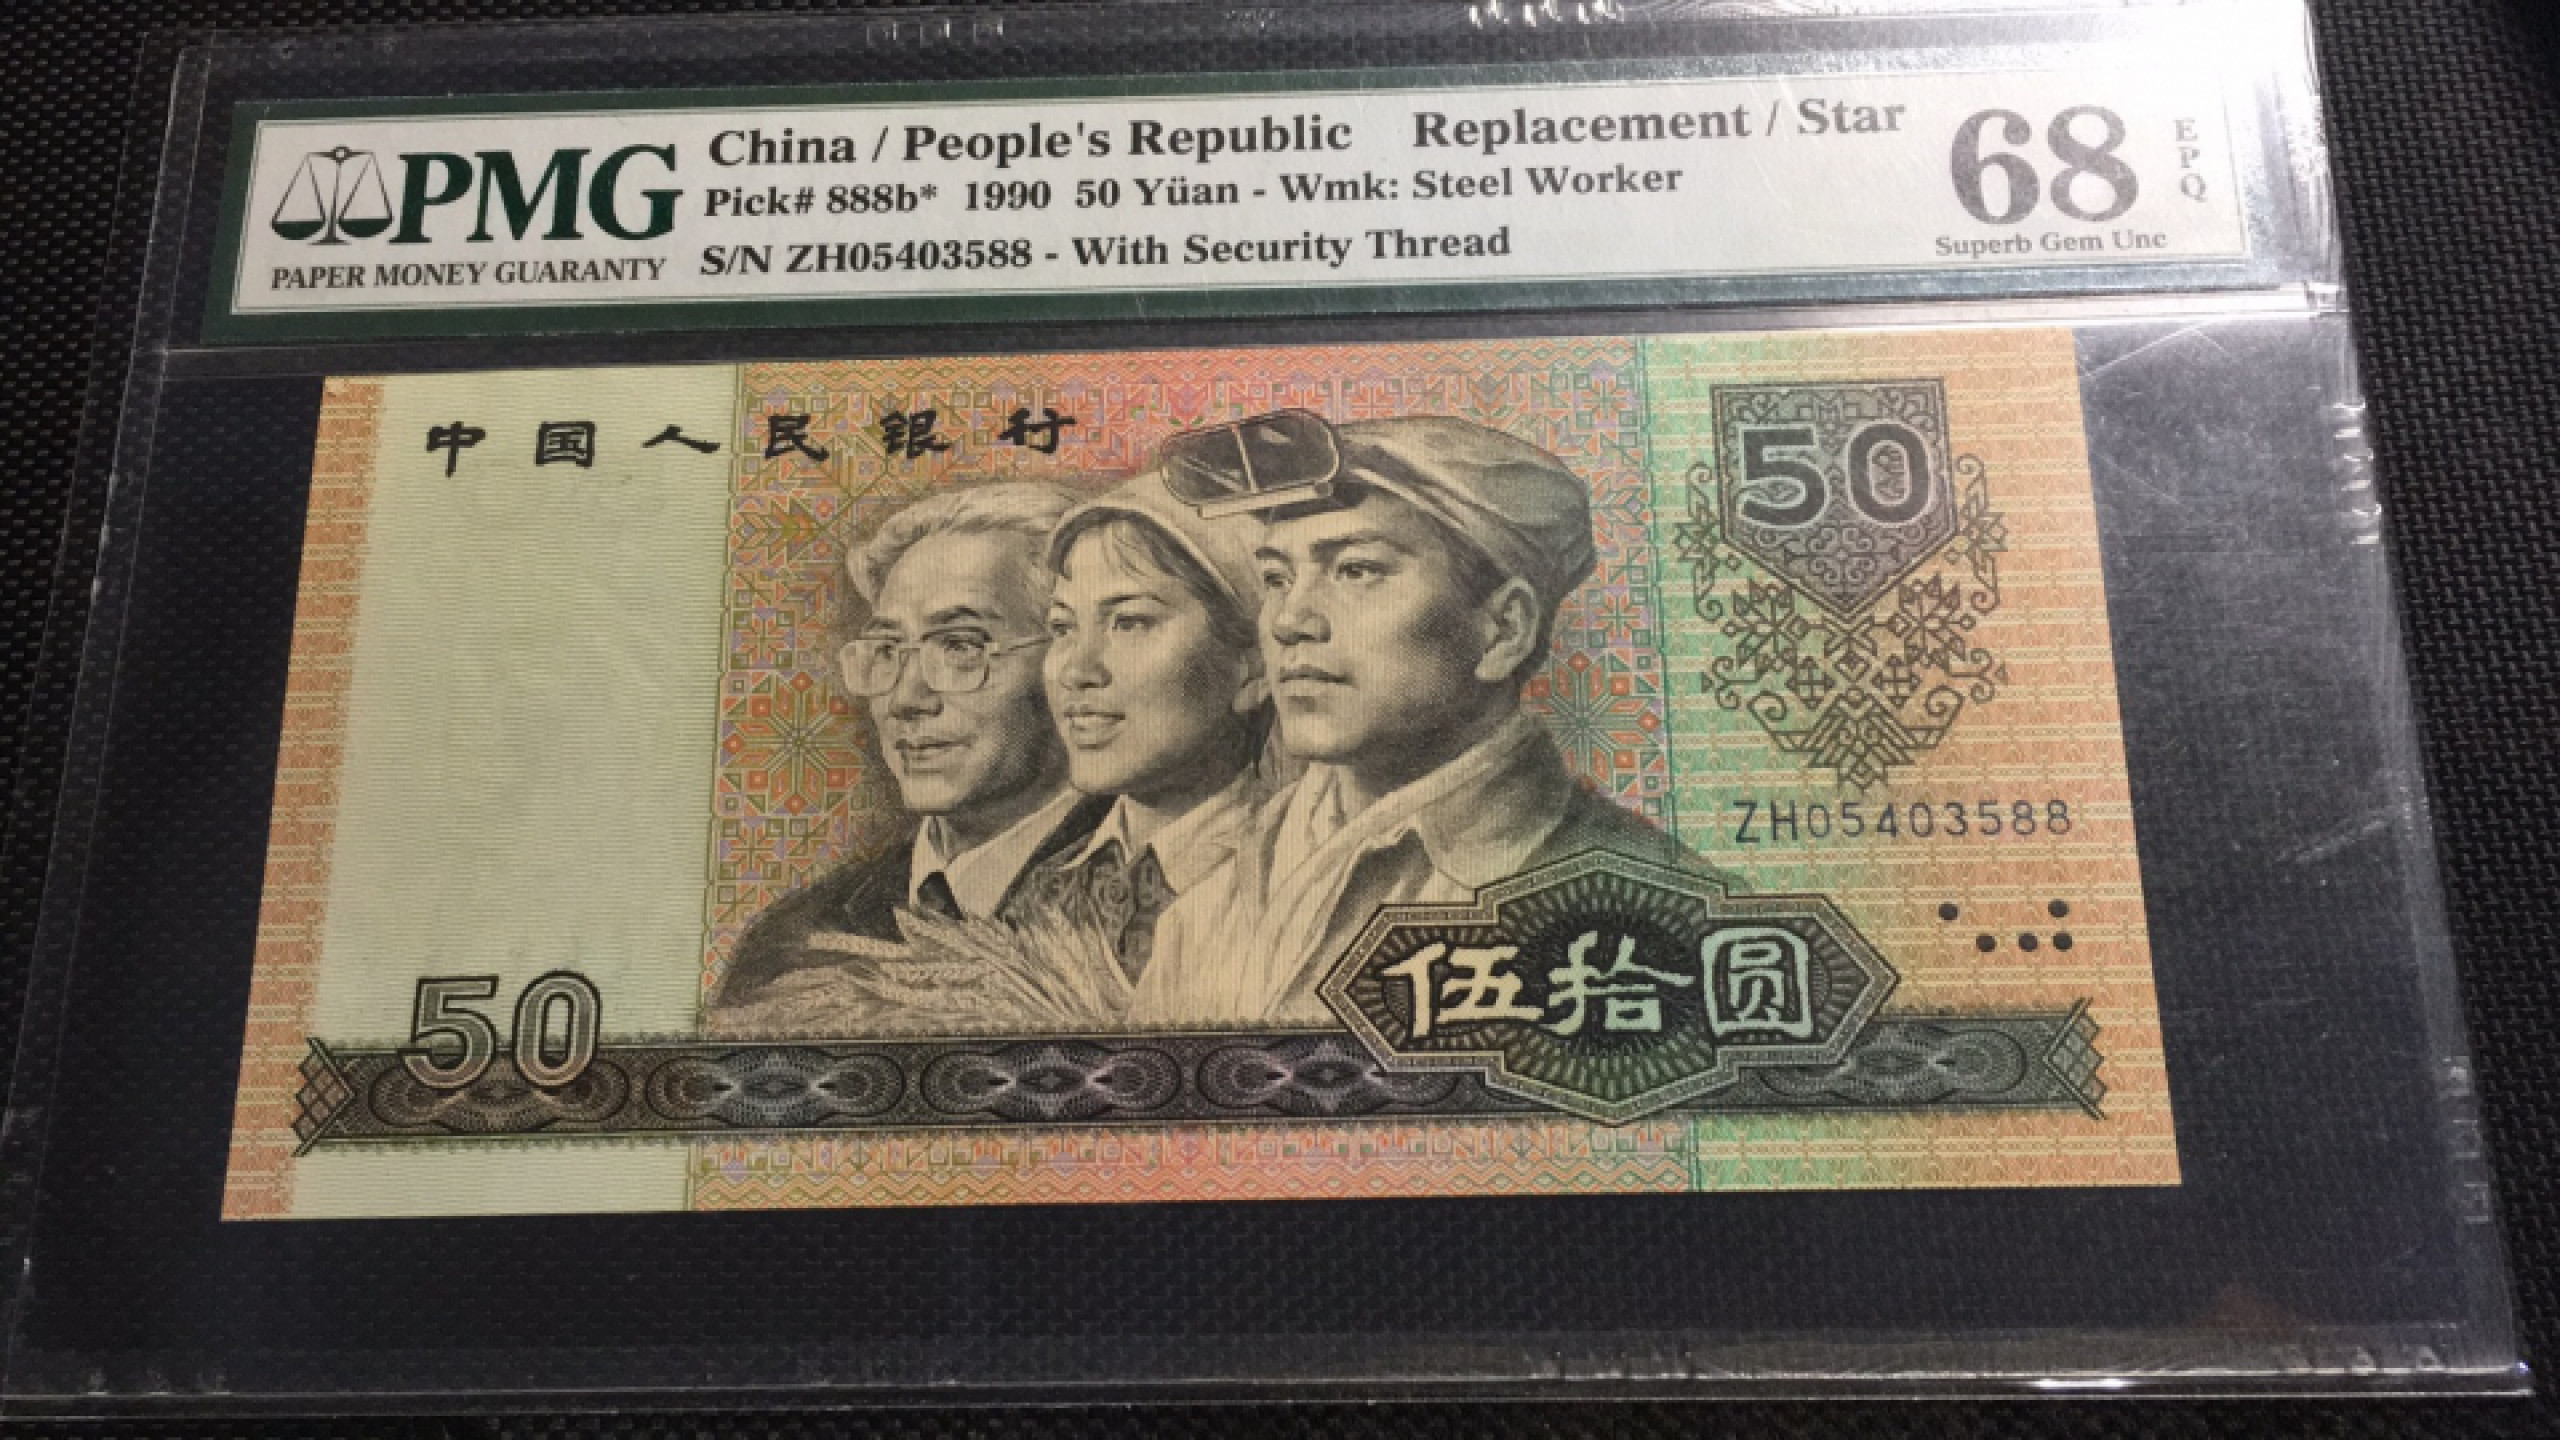 PMG
PAPER MONEY GUARANTY
China / People's Republic Replacement / Star
Pick# 888b* 1990 50 Yüan - Wmk: Steel Worker
S/N ZH05403588 - With Security Thread
68
EPQ
Superb Gem Unc
中国人民银行
50
ZH05403588
50
伍拾圆